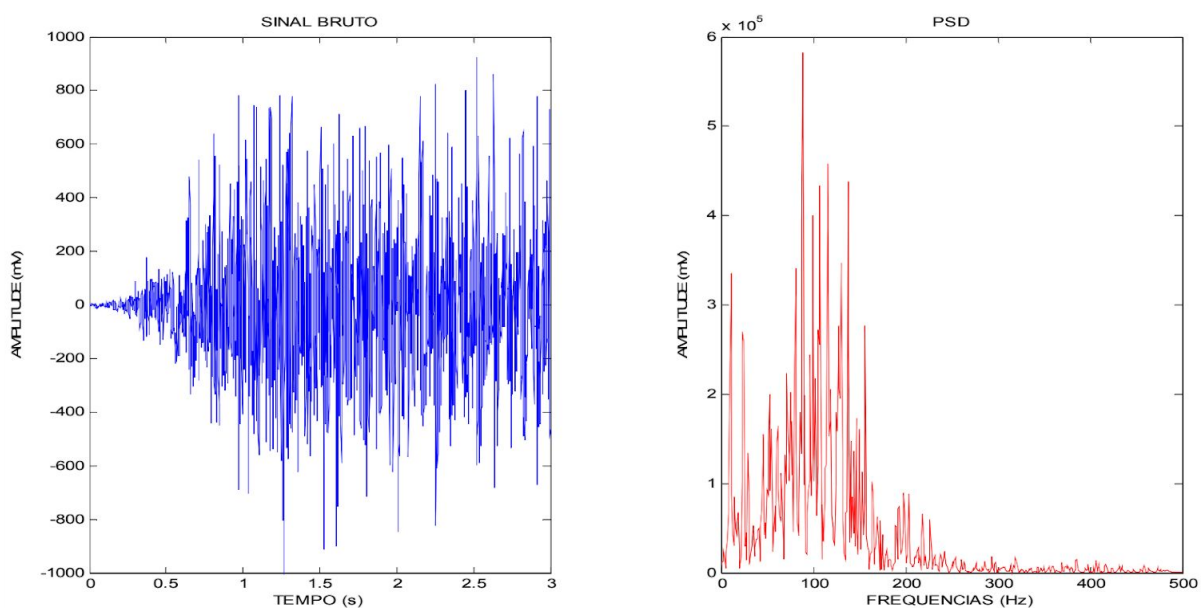 SINAL BRUTO
1000
800
600
400
200
0
-200
-400
-600
-800
-1000
AMPLITUDE (mV)
0 0.5 1 1.5 2 2.5 3
TEMPO (s)
PSD
6 x 10^5
5
4
3
2
1
0
AMPLITUDE (mV)
0 100 200 300 400 500
FREQUENCIAS (Hz)